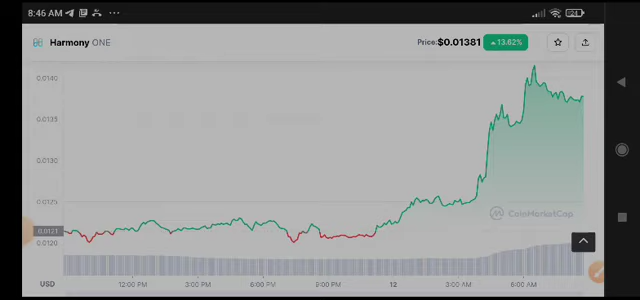 8:46 AM
24
Harmony ONE
Price: $0.01381
13.62%
0.0140
0.0135
0.0130
0.0125
0.0121
0.0120
CoinMarketCap
USD
12:00 PM
3:00 PM
6:00 PM
9:00 PM
12
3:00 AM
6:00 AM